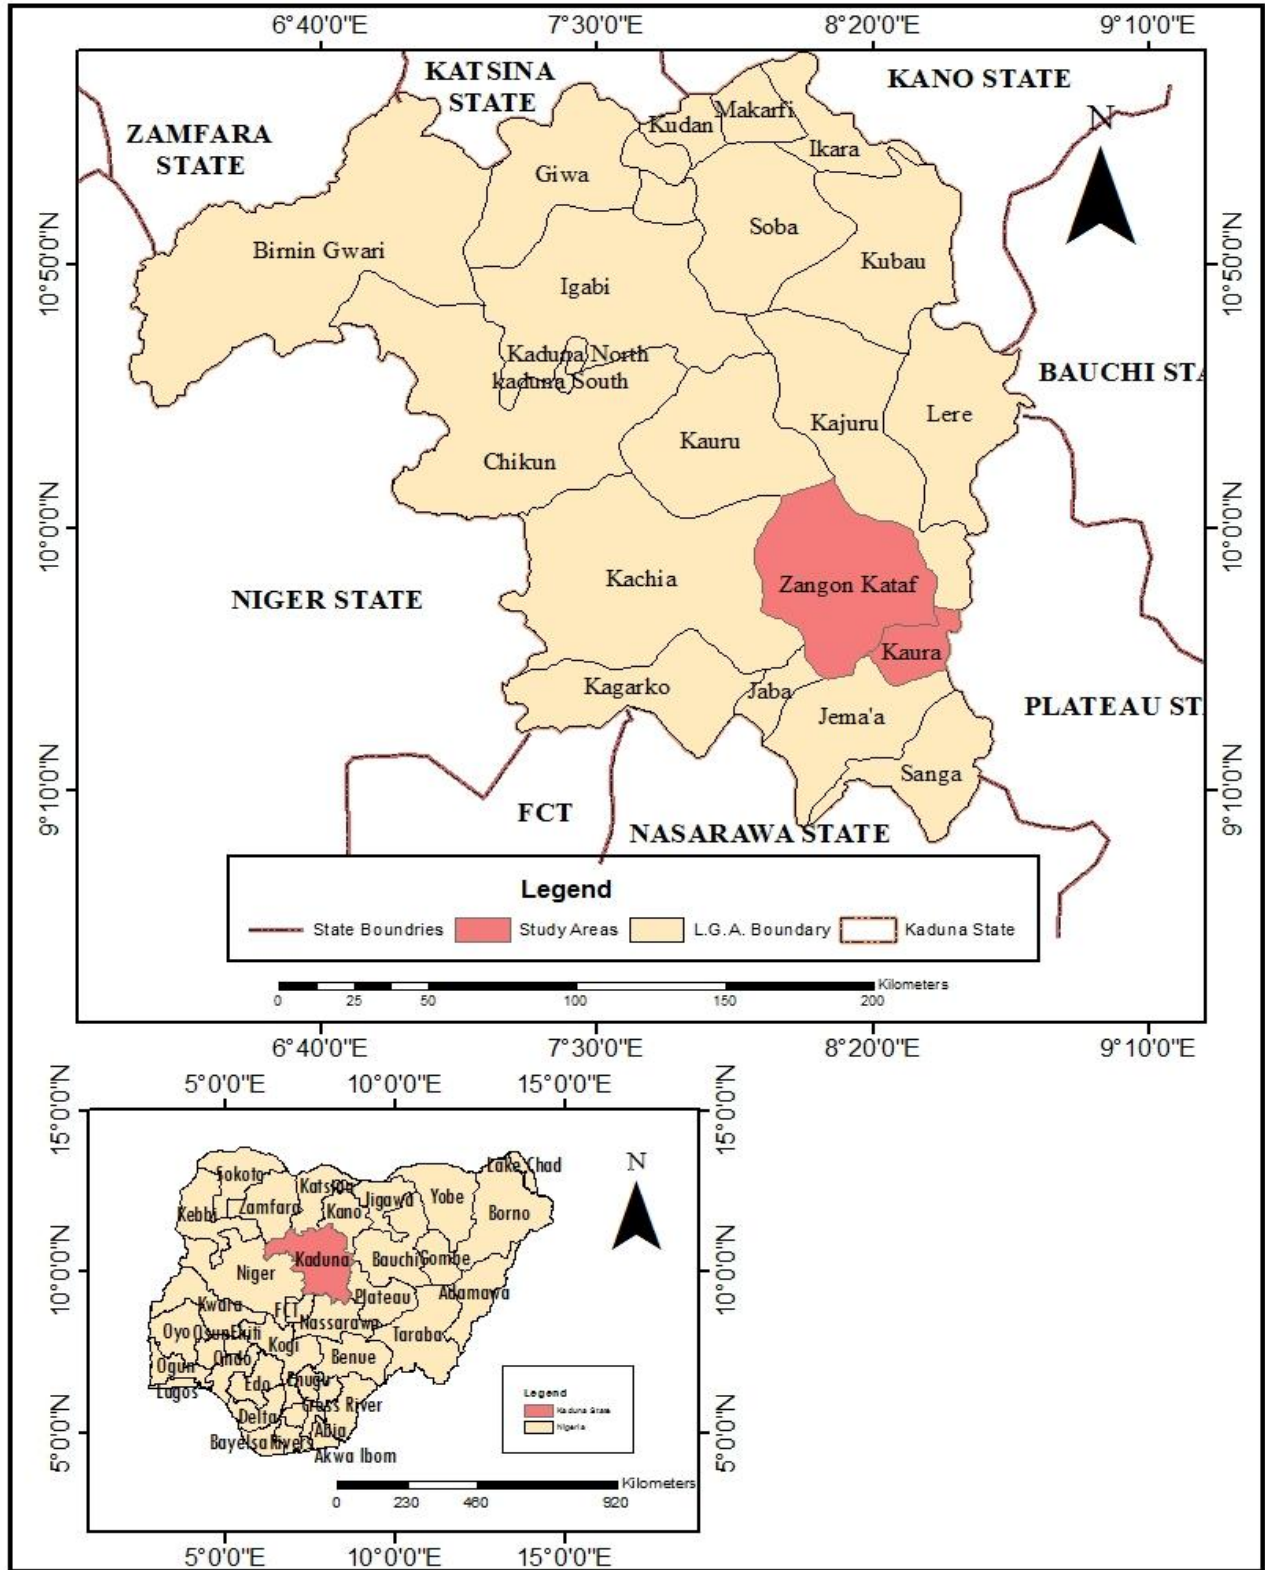 6°40'0"E 7°30'0"E 8°20'0"E 9°10'0"E
KATSINA
STATE
KANO STATE
ZAMFARA
STATE
N
Makarfi
Kudan
Ikara
Giwa
Soba
Birnin Gwari
Kubau
Igabi
10°50'0"N
10°50'0"N
Kaduna North
kaduna South
BAUCHI STA
Lere
Kajuru
Kauru
Chikun
10°0'0"N
10°0'0"N
Kachia
Zangon Kataf
NIGER STATE
Kaura
Kagarko
Jaba
Jema'a
PLATEAU ST
Sanga
9°10'0"N
9°10'0"N
FCT
NASARAWA STATE
Legend
State Boundries Study Areas L.G.A. Boundary Kaduna State
Kilometers
0 25 50 100 150 200
6°40'0"E 7°30'0"E 8°20'0"E 9°10'0"E
5°0'0"E 10°0'0"E 15°0'0"E
15°0'0"N
15°0'0"N
N
Lake Chad
Sokoto
Katsina
Jigawa
Yobe
Zamfara
Kano
Kebbi
Borno
Kaduna
Bauchi
Gombe
Niger
10°0'0"N
10°0'0"N
Plateau
Adamawa
Kwara
FCT
Nassarawa
Oyo
Osun
Ekiti
Taraba
Kogi
Ondo
Benue
Ogun
Edo
Enugu
Lagos
Cross River
Delta
Abia
Bayelsa
Rivers
Akwa Ibom
5°0'0"N
5°0'0"N
Legend
Kaduna State
Nigeria
Kilometers
0 230 460 920
5°0'0"E 10°0'0"E 15°0'0"E